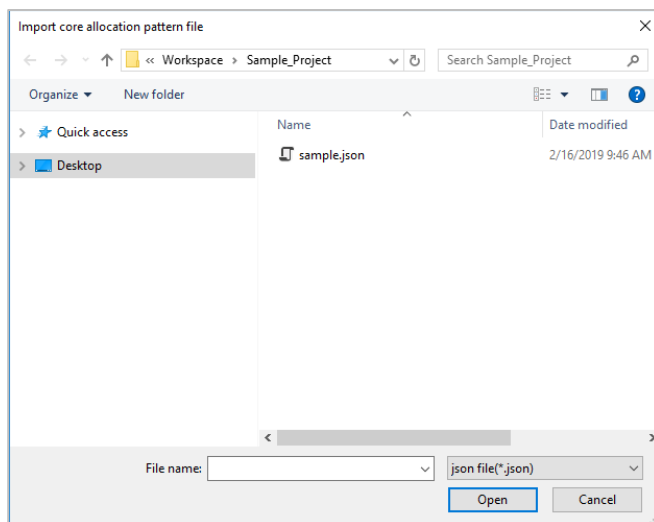 Import core allocation pattern file
« Workspace > Sample_Project
Search Sample_Project
Organize
New folder
Quick access
Desktop
Name
Date modified
sample.json
2/16/2019 9:46 AM
File name:
json file(*.json)
Open
Cancel